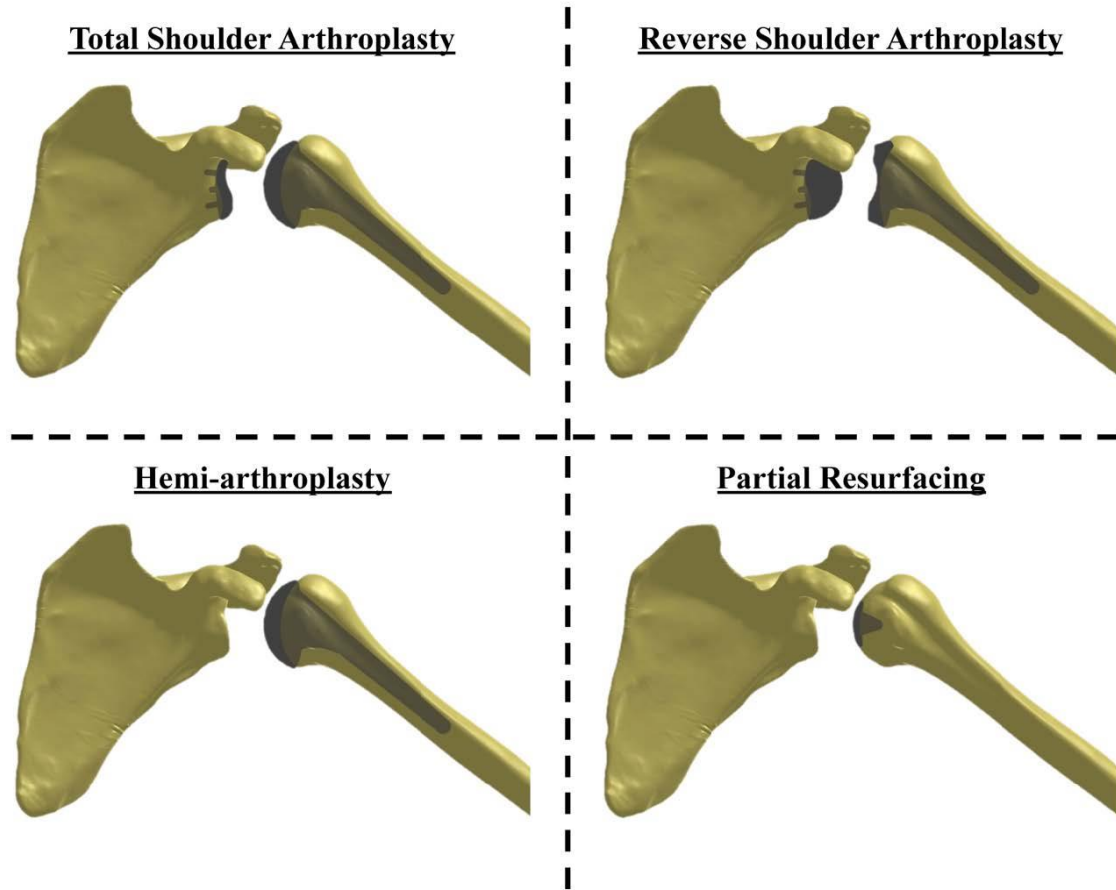 Total Shoulder Arthroplasty
Reverse Shoulder Arthroplasty
Hemi-arthroplasty
Partial Resurfacing